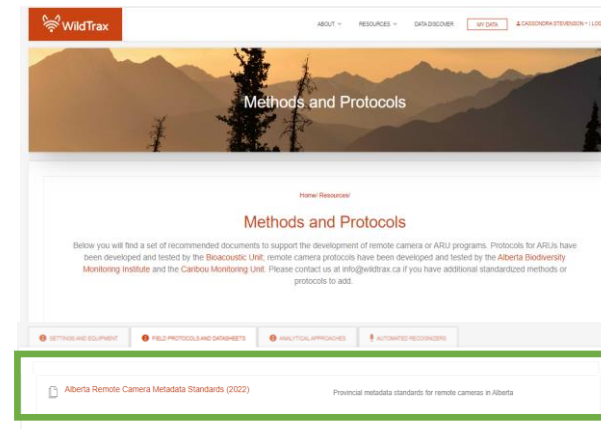 WildTrax
ABOUT RESOURCES DATA DISCOVER MY DATA CASSONDRA STEVENSON LOG
Methods and Protocols
Home/ Resources/
Methods and Protocols
Below you will find a set of recommended documents to support the development of remote camera or ARU programs. Protocols for ARUs have
been developed and tested by the Bioacoustic Unit, remote camera protocols have been developed and tested by the Alberta Biodiversity
Monitoring Institute and the Caribou Monitoring Unit. Please contact us at info@wildtrax.ca if you have additional standardized methods or
protocols to add.
SETTINGS AND EQUIPMENT FIELD PROTOCOLS AND DATASHEETS ANALYTICAL APPROACHES AUTOMATED RECOGNIZERS
Alberta Remote Camera Metadata Standards (2022) Provincial metadata standards for remote cameras in Alberta